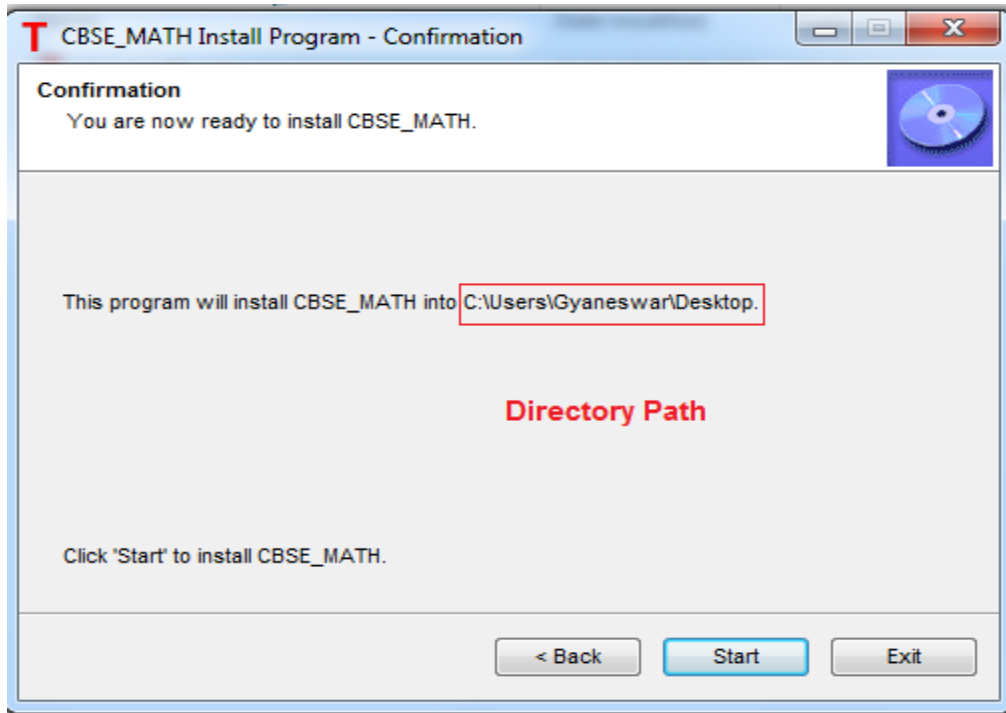 T CBSE_MATH Install Program - Confirmation
Confirmation
You are now ready to install CBSE_MATH.
This program will install CBSE_MATH into C:\Users\Gyaneswar\Desktop.
Directory Path
Click 'Start' to install CBSE_MATH.
< Back Start Exit